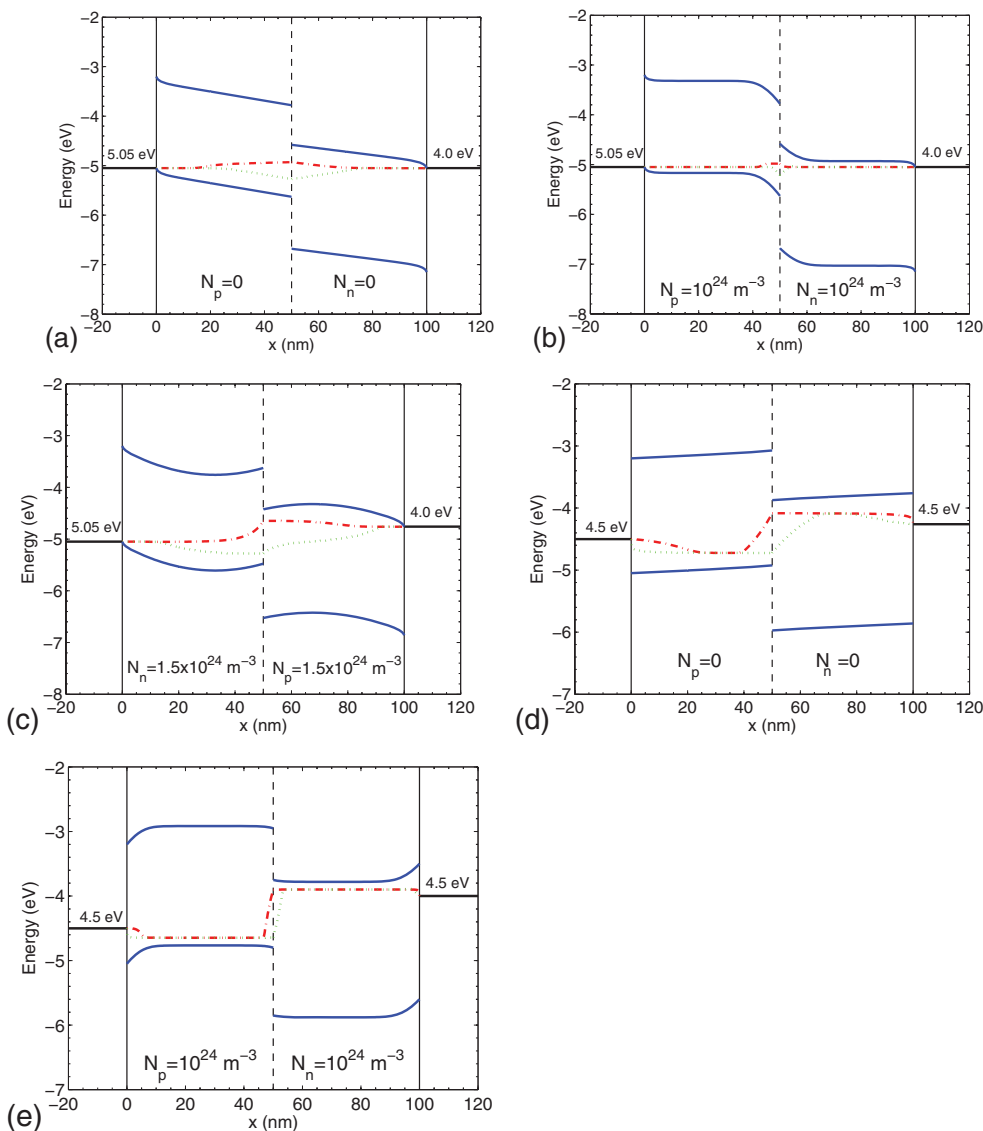 −2
−3
−4
−5
−6
−7
−8
Energy (eV)
5.05 eV
4.0 eV
N_p=0
N_n=0
−20 0 20 40 60 80 100 120
x (nm)
(a)
−2
−3
−4
−5
−6
−7
−8
Energy (eV)
5.05 eV
4.0 eV
N_p=10^24 m^−3
N_n=10^24 m^−3
−20 0 20 40 60 80 100 120
x (nm)
(b)
−2
−3
−4
−5
−6
−7
−8
Energy (eV)
5.05 eV
4.0 eV
N_n=1.5x10^24 m^−3
N_p=1.5x10^24 m^−3
−20 0 20 40 60 80 100 120
x (nm)
(c)
−2
−3
−4
−5
−6
−7
Energy (eV)
4.5 eV
4.5 eV
N_p=0
N_n=0
−20 0 20 40 60 80 100 120
x (nm)
(d)
−2
−3
−4
−5
−6
−7
Energy (eV)
4.5 eV
4.5 eV
N_p=10^24 m^−3
N_n=10^24 m^−3
−20 0 20 40 60 80 100 120
x (nm)
(e)